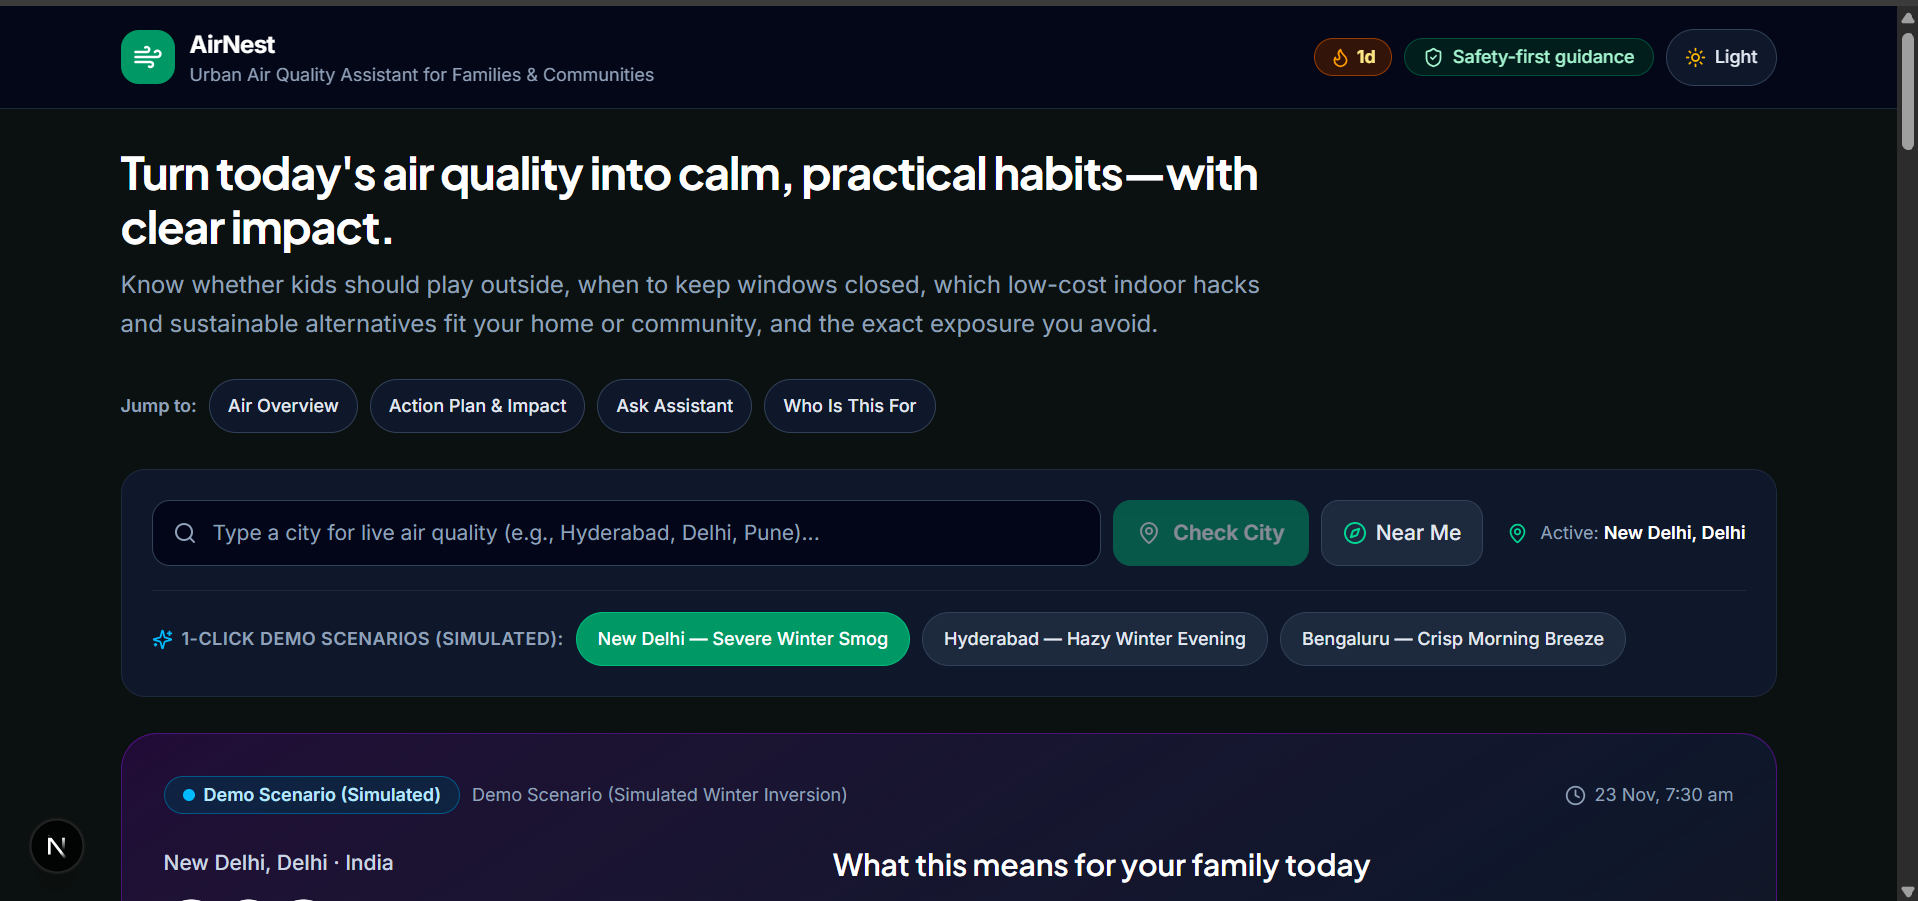 AirNest
Urban Air Quality Assistant for Families & Communities
1d
Safety-first guidance
Light
Turn today's air quality into calm, practical habits—with
clear impact.
Know whether kids should play outside, when to keep windows closed, which low-cost indoor hacks
and sustainable alternatives fit your home or community, and the exact exposure you avoid.
Jump to:
Air Overview
Action Plan & Impact
Ask Assistant
Who Is This For
Type a city for live air quality (e.g., Hyderabad, Delhi, Pune)...
Check City
Near Me
Active: New Delhi, Delhi
1-CLICK DEMO SCENARIOS (SIMULATED):
New Delhi — Severe Winter Smog
Hyderabad — Hazy Winter Evening
Bengaluru — Crisp Morning Breeze
Demo Scenario (Simulated)
Demo Scenario (Simulated Winter Inversion)
23 Nov, 7:30 am
N
New Delhi, Delhi · India
What this means for your family today